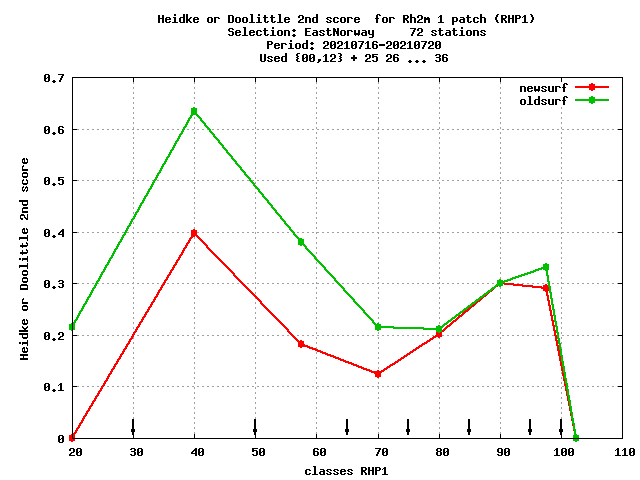 Heidke or Doolittle 2nd score  for Rh2m 1 patch (RHP1)
Selection: EastNorway     72 stations
Period: 20210716-20210720
Used {00,12} + 25 26 ... 36
newsurf
oldsurf
Heidke or Doolittle 2nd score
0.7
0.6
0.5
0.4
0.3
0.2
0.1
0
20 30 40 50 60 70 80 90 100 110
classes RHP1